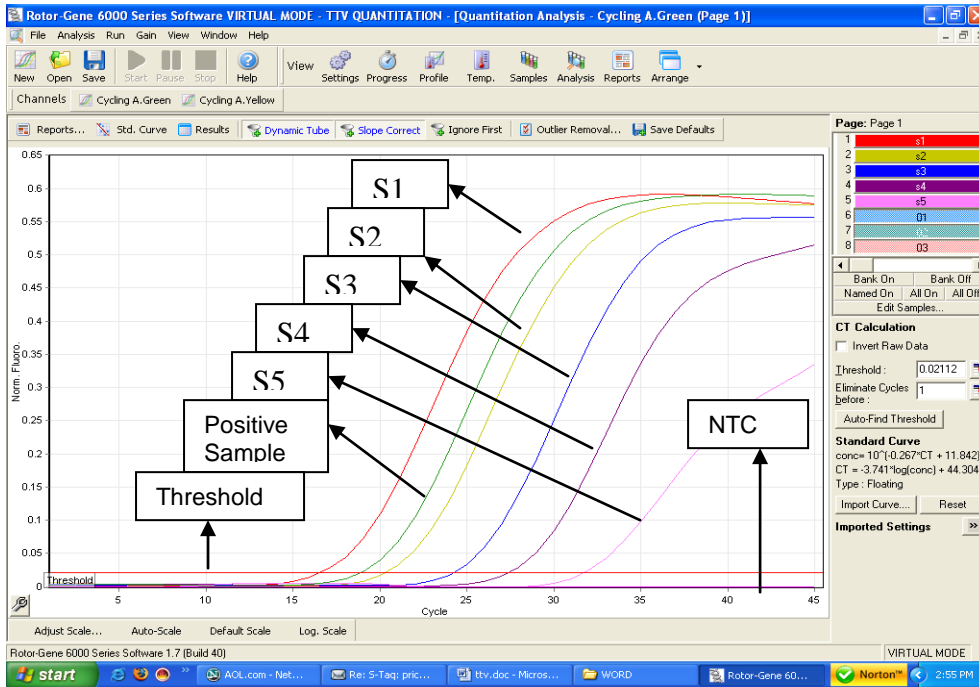 Rotor-Gene 6000 Series Software VIRTUAL MODE - TTV QUANTITATION - [Quantitation Analysis - Cycling A.Green (Page 1)]
File Analysis Run Gain View Window Help
New Open Save Start Pause Stop Help View Settings Progress Profile Temp. Samples Analysis Reports Arrange
Channels Cycling A.Green Cycling A.Yellow
Reports... Std. Curve Results Dynamic Tube Slope Correct Ignore First Outlier Removal... Save Defaults
Page: Page 1
1 s1
2 s2
3 s3
4 s4
5 s5
6 01
7
8 03
Bank On Bank Off
Named On All On All Off
Edit Samples...
CT Calculation
Invert Raw Data
Threshold : 0.02112
Eliminate Cycles before : 1
Auto-Find Threshold
Standard Curve
conc= 10^(-0.267*CT + 11.842)
CT = -3.741*log(conc) + 44.304
Type : Floating
Import Curve.... Reset
Imported Settings
Norm. Fluoro.
0.65
0.6
0.55
0.5
0.45
0.4
0.35
0.3
0.25
0.2
0.15
0.1
0.05
0
S1
S2
S3
S4
S5
Positive
Sample
NTC
Threshold
Threshold
5 10 15 20 25 30 35 40 45
Cycle
Adjust Scale... Auto-Scale Default Scale Log. Scale
Rotor-Gene 6000 Series Software 1.7 (Build 40) VIRTUAL MODE
start AOL.com - Net... Re: S-Taq: pric... ttv.doc - Micros... WORD Rotor-Gene 60... Norton™ 2:55 PM